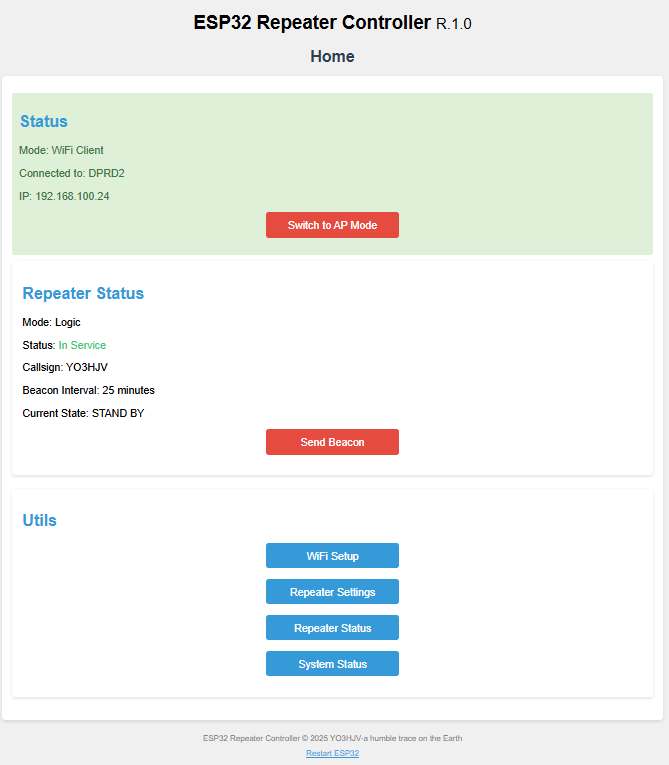 ESP32 Repeater Controller R.1.0
Home
Status
Mode: WiFi Client
Connected to: DPRD2
IP: 192.168.100.24
Switch to AP Mode
Repeater Status
Mode: Logic
Status: In Service
Callsign: YO3HJV
Beacon Interval: 25 minutes
Current State: STAND BY
Send Beacon
Utils
WiFi Setup
Repeater Settings
Repeater Status
System Status
ESP32 Repeater Controller © 2025 YO3HJV-a humble trace on the Earth
Restart ESP32